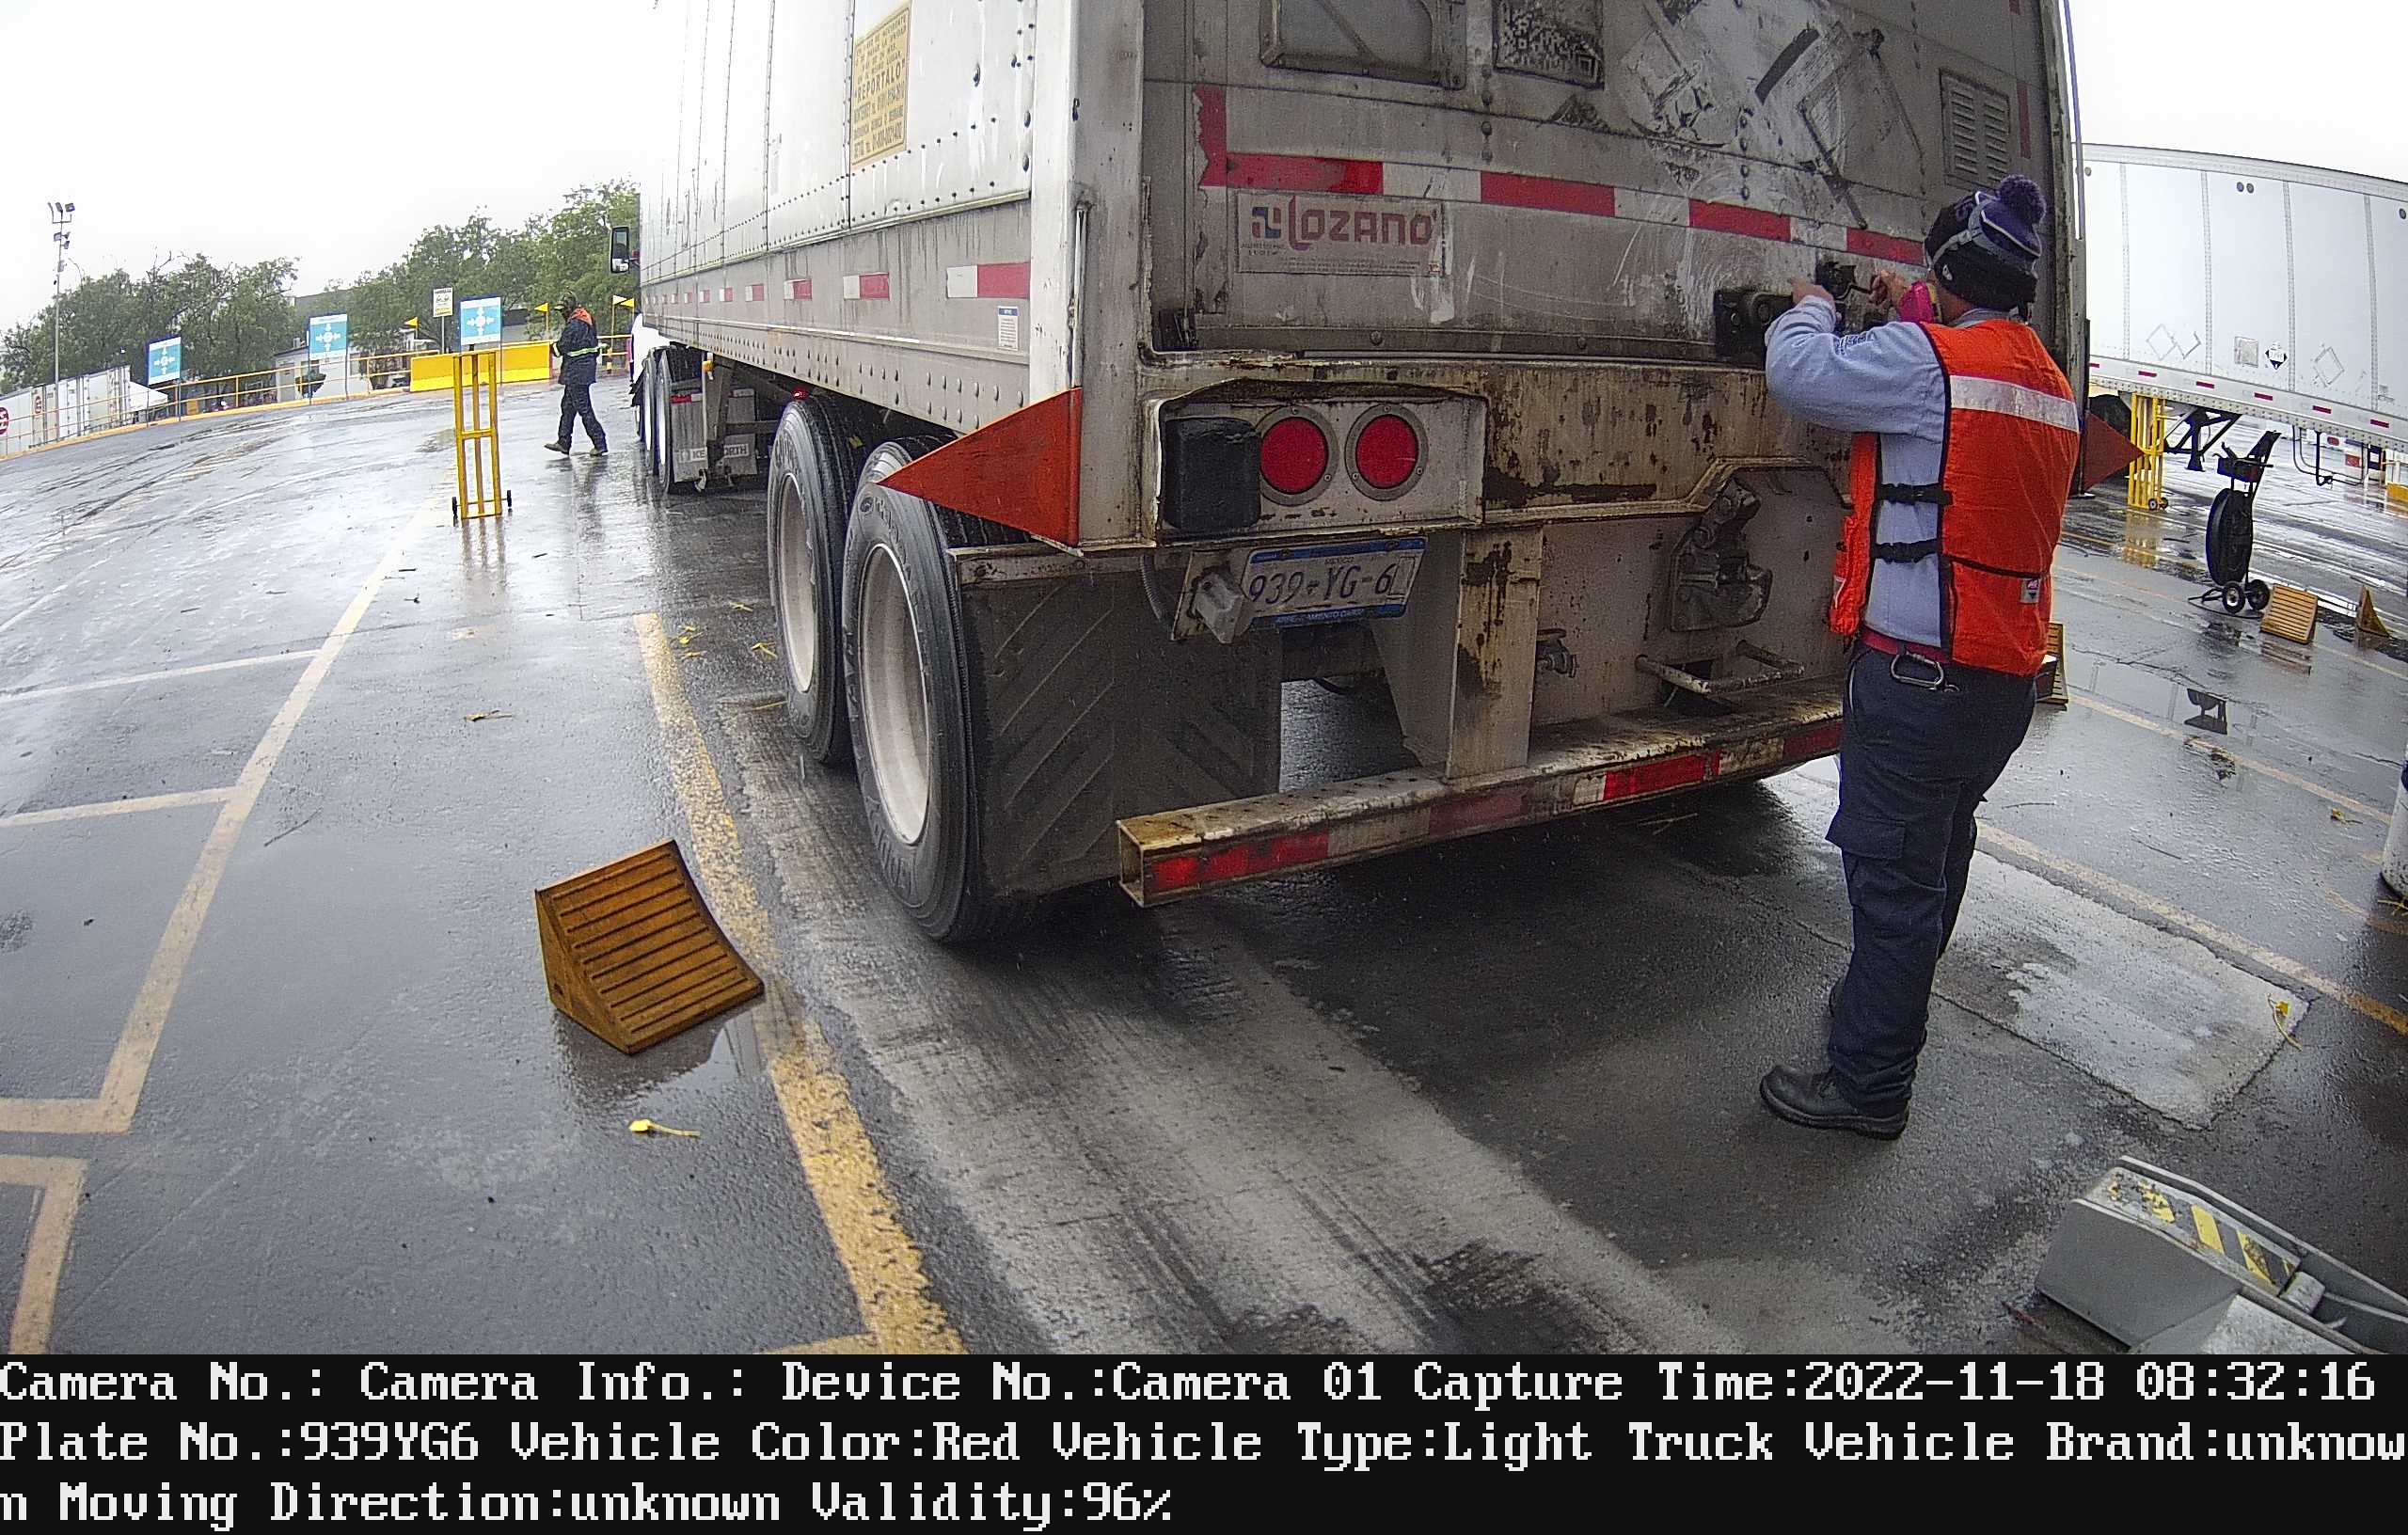 "REPORTALO"
LOZANO
MEXICO
939-YG-6
Camera No.: Camera Info.: Device No.:Camera 01 Capture Time:2022-11-18 08:32:16
Plate No.:939YG6 Vehicle Color:Red Vehicle Type:Light Truck Vehicle Brand:unknow
n Moving Direction:unknown Validity:96%